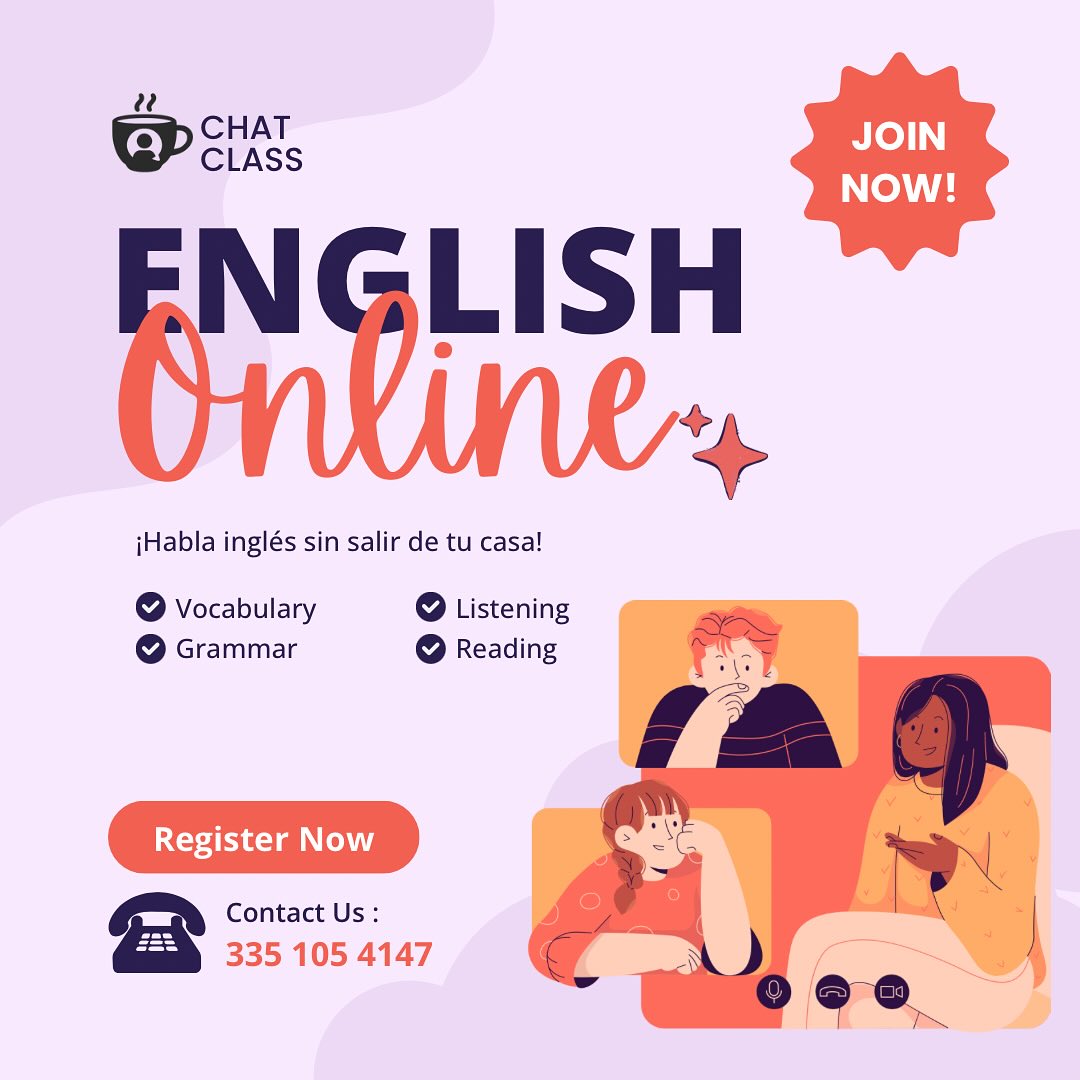 CHAT
CLASS
JOIN
NOW!
ENGLISH
Online
¡Habla inglés sin salir de tu casa!
Vocabulary
Listening
Grammar
Reading
Register Now
Contact Us :
335 105 4147